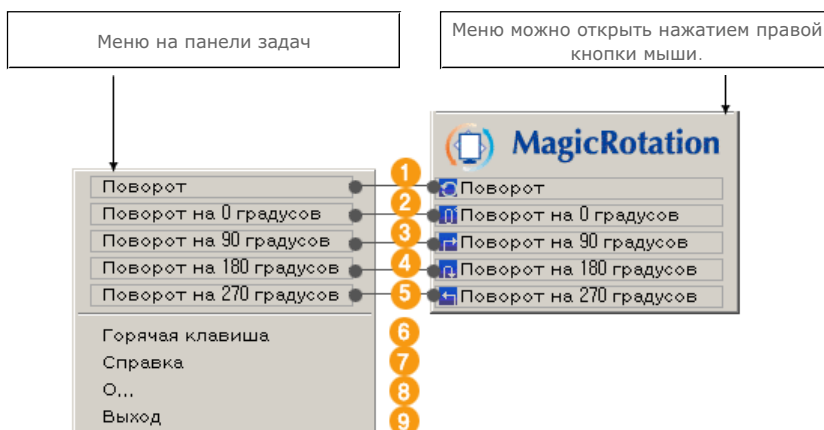 Меню на панели задач
Меню можно открыть нажатием правой
кнопки мыши.
MagicRotation
Поворот
1
Поворот
Поворот на 0 градусов
2
Поворот на 0 градусов
Поворот на 90 градусов
3
Поворот на 90 градусов
Поворот на 180 градусов
4
Поворот на 180 градусов
Поворот на 270 градусов
5
Поворот на 270 градусов
Горячая клавиша
6
Справка
7
О...
8
Выход
9